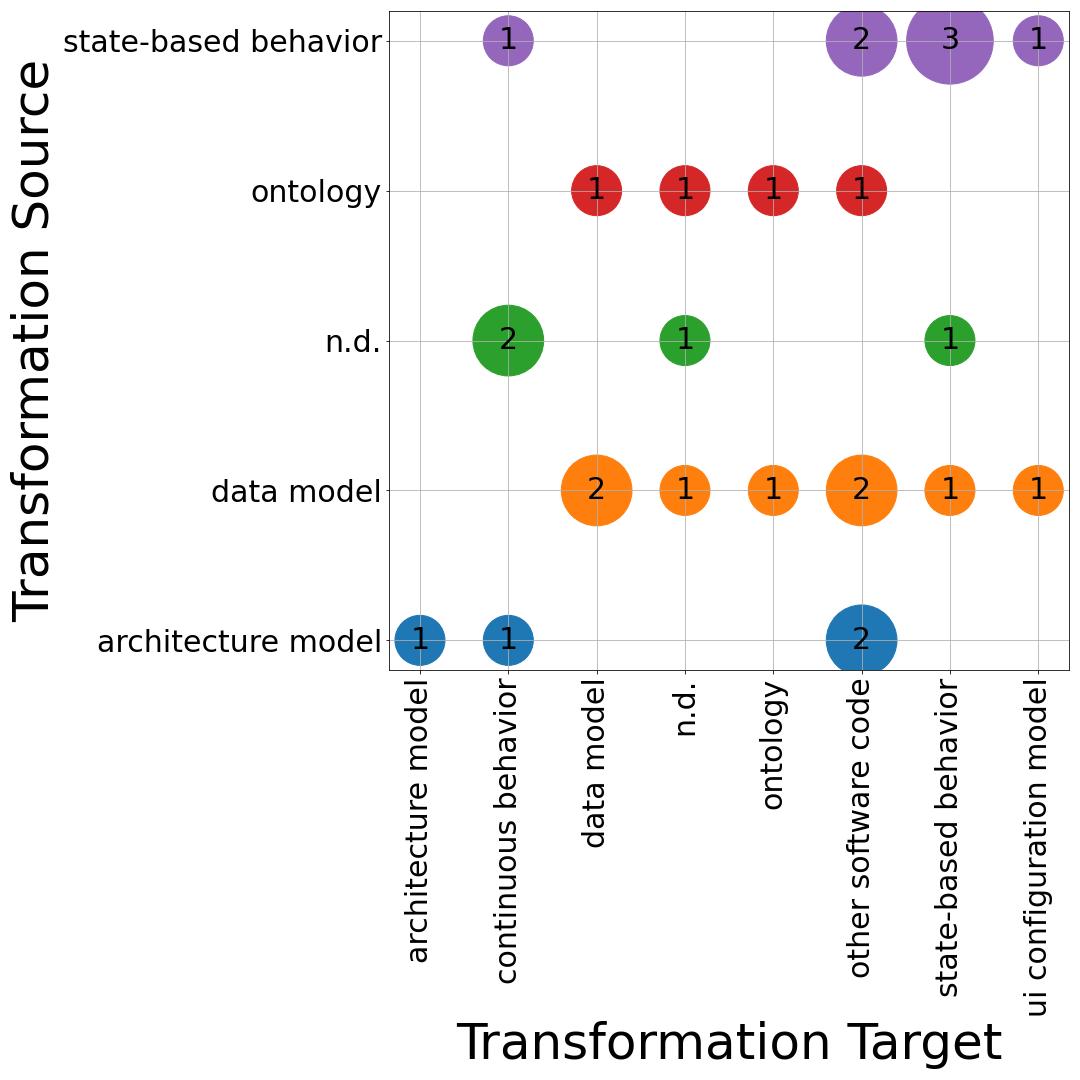 Transformation Source
state-based behavior
1
2
3
1
ontology
1
1
1
1
n.d.
2
1
1
data model
2
1
1
2
1
1
architecture model
1
1
2
architecture model
continuous behavior
data model
n.d.
ontology
other software code
state-based behavior
ui configuration model
Transformation Target